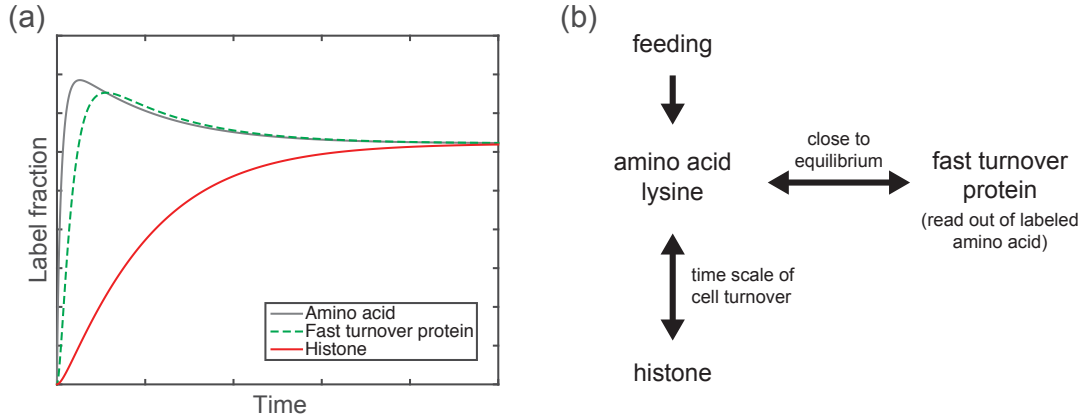 (a)
Label fraction
Amino acid
Fast turnover protein
Histone
Time
(b)
feeding
amino acid
lysine
close to
equilibrium
fast turnover
protein
(read out of labeled
amino acid)
time scale of
cell turnover
histone